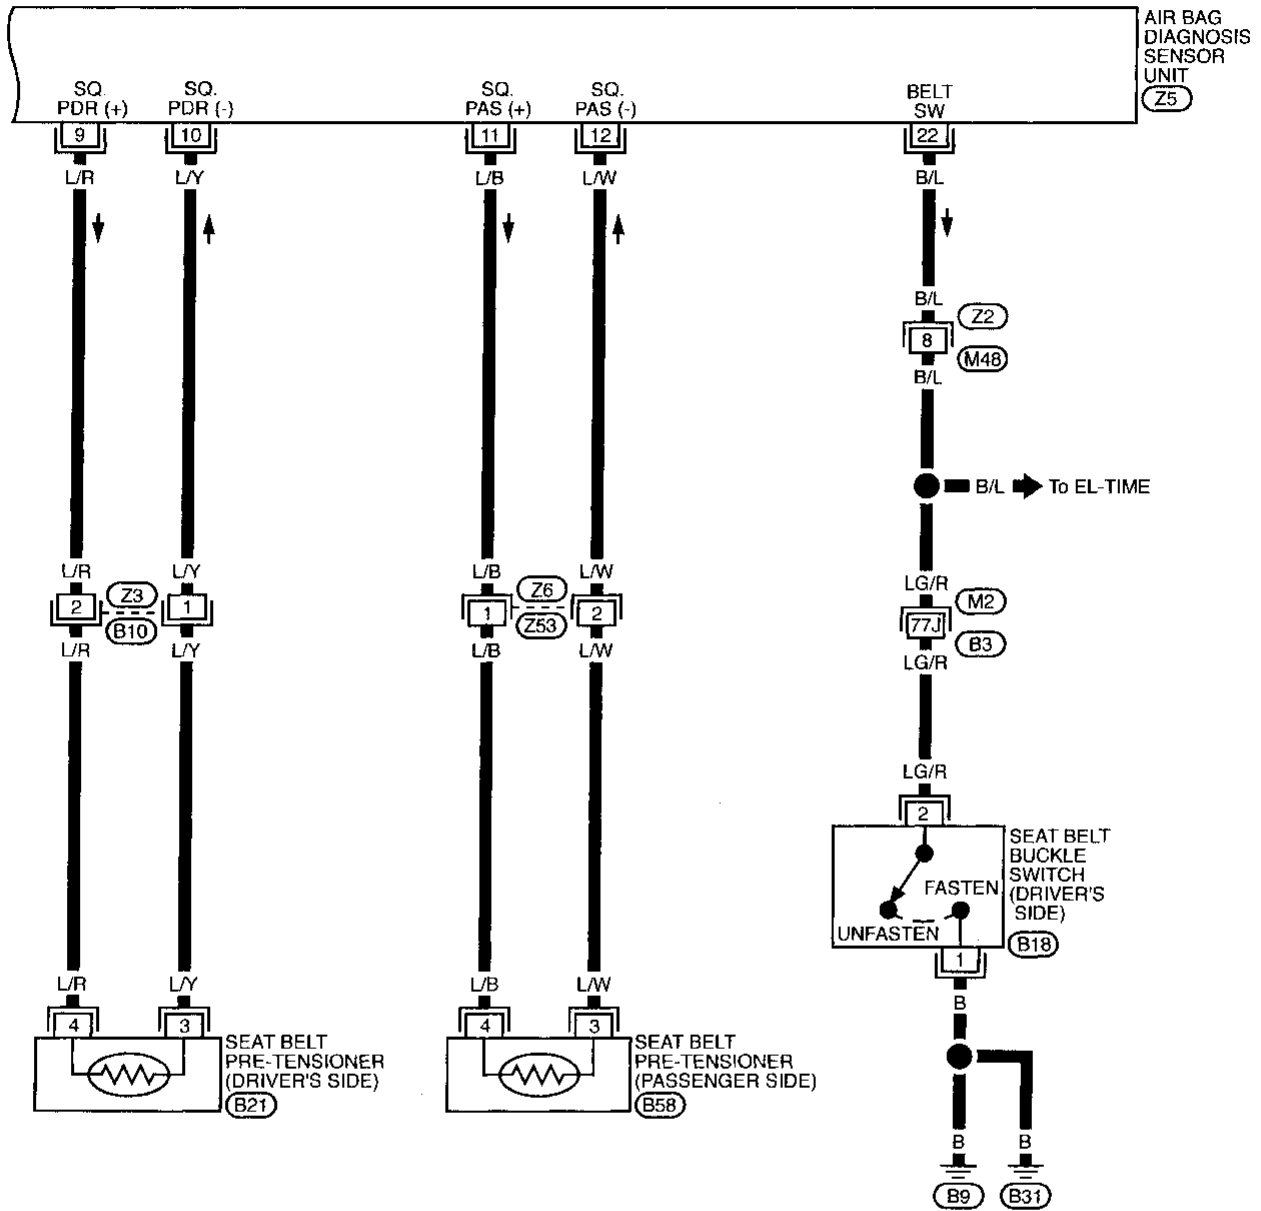 AIR BAG
DIAGNOSIS
SENSOR
UNIT
Z5
SQ. PDR (+)
SQ. PDR (-)
SQ. PAS (+)
SQ. PAS (-)
BELT SW
9 10 11 12 22
L/R L/Y L/B L/W B/L
B/L
Z2
8
M48
B/L
B/L To EL-TIME
L/R L/Y L/B L/W LG/R
2 Z3 1 1 Z6 2 M2
B10 Z53 77J B3
L/R L/Y L/B L/W LG/R
LG/R
2
SEAT BELT
BUCKLE
SWITCH
(DRIVER'S
SIDE)
B18
FASTEN
UNFASTEN
1
B
L/R L/Y L/B L/W
4 3 4 3
SEAT BELT
PRE-TENSIONER
(DRIVER'S SIDE)
B21
SEAT BELT
PRE-TENSIONER
(PASSENGER SIDE)
B58
B B
B9 B31